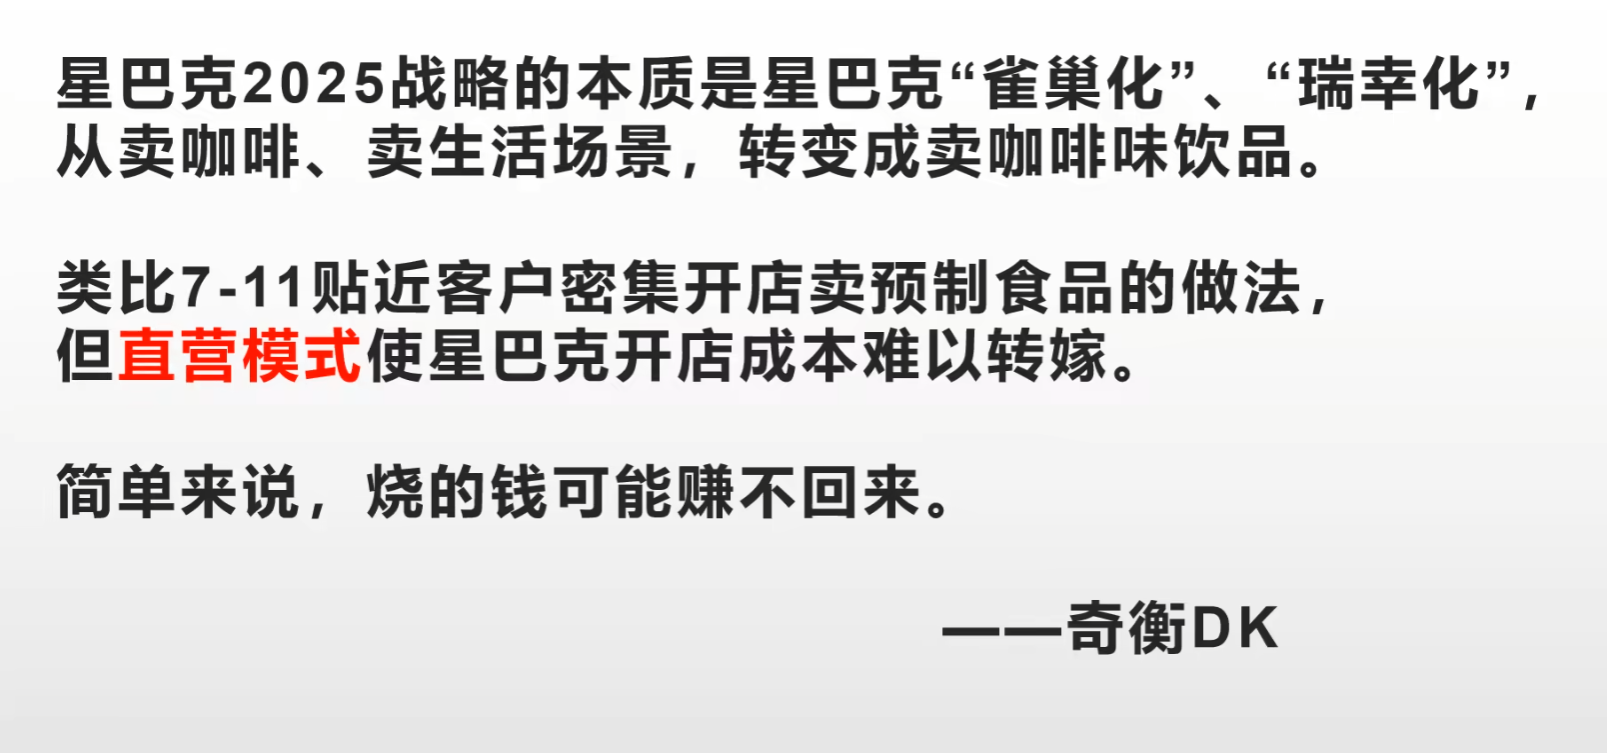 星巴克2025战略的本质是星巴克“雀巢化”、“瑞幸化”，
从卖咖啡、卖生活场景，转变成卖咖啡味饮品。
类比7-11贴近客户密集开店卖预制食品的做法，
但直营模式使星巴克开店成本难以转嫁。
简单来说，烧的钱可能赚不回来。
——奇衡DK